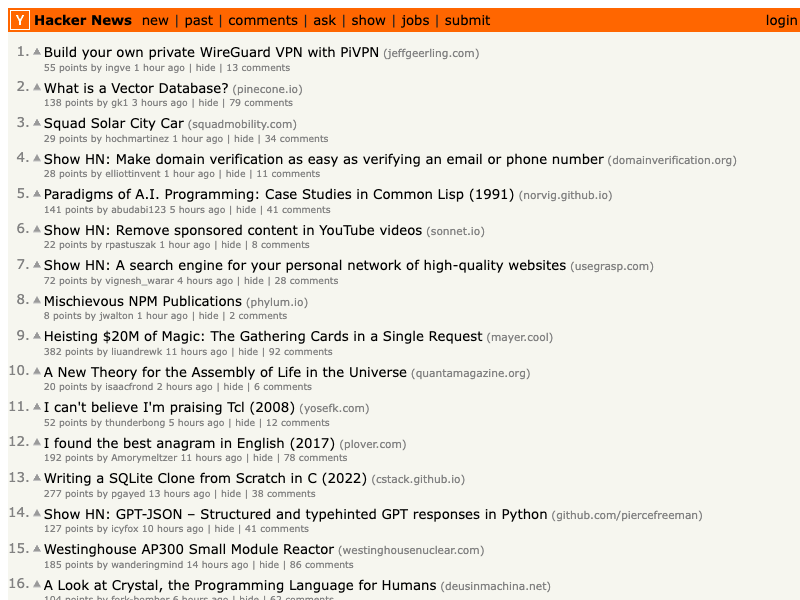 Y Hacker News new | past | comments | ask | show | jobs | submit login
1. Build your own private WireGuard VPN with PiVPN (jeffgeerling.com)
55 points by ingve 1 hour ago | hide | 13 comments
2. What is a Vector Database? (pinecone.io)
138 points by gk1 3 hours ago | hide | 79 comments
3. Squad Solar City Car (squadmobility.com)
29 points by hochmartinez 1 hour ago | hide | 34 comments
4. Show HN: Make domain verification as easy as verifying an email or phone number (domainverification.org)
28 points by elliottinvent 1 hour ago | hide | 11 comments
5. Paradigms of A.I. Programming: Case Studies in Common Lisp (1991) (norvig.github.io)
141 points by abudabi123 5 hours ago | hide | 41 comments
6. Show HN: Remove sponsored content in YouTube videos (sonnet.io)
22 points by rpastuszak 1 hour ago | hide | 8 comments
7. Show HN: A search engine for your personal network of high-quality websites (usegrasp.com)
72 points by vignesh_warar 4 hours ago | hide | 28 comments
8. Mischievous NPM Publications (phylum.io)
8 points by jwalton 1 hour ago | hide | 2 comments
9. Heisting $20M of Magic: The Gathering Cards in a Single Request (mayer.cool)
382 points by liuandrewk 11 hours ago | hide | 92 comments
10. A New Theory for the Assembly of Life in the Universe (quantamagazine.org)
20 points by isaacfrond 2 hours ago | hide | 6 comments
11. I can't believe I'm praising Tcl (2008) (yosefk.com)
52 points by thunderbong 5 hours ago | hide | 12 comments
12. I found the best anagram in English (2017) (plover.com)
192 points by Amorymeltzer 11 hours ago | hide | 78 comments
13. Writing a SQLite Clone from Scratch in C (2022) (cstack.github.io)
277 points by pgayed 13 hours ago | hide | 38 comments
14. Show HN: GPT-JSON – Structured and typehinted GPT responses in Python (github.com/piercefreeman)
127 points by icyfox 10 hours ago | hide | 41 comments
15. Westinghouse AP300 Small Module Reactor (westinghousenuclear.com)
185 points by wanderingmind 14 hours ago | hide | 86 comments
16. A Look at Crystal, the Programming Language for Humans (deusinmachina.net)
104 points by fork-bomber 6 hours ago | hide | 62 comments